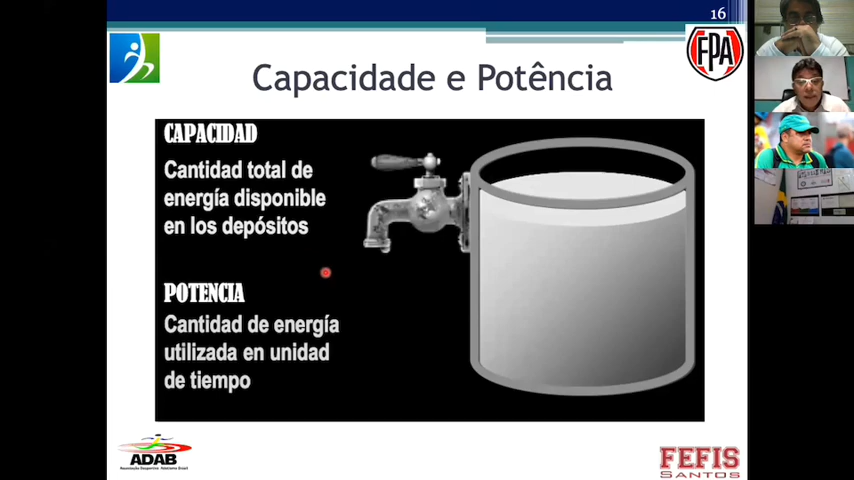 16
FPA
Capacidade e Potência
CAPACIDAD
Cantidad total de
energía disponible
en los depósitos
POTENCIA
Cantidad de energía
utilizada en unidad
de tiempo
ADAB
FEFIS
SANTOS